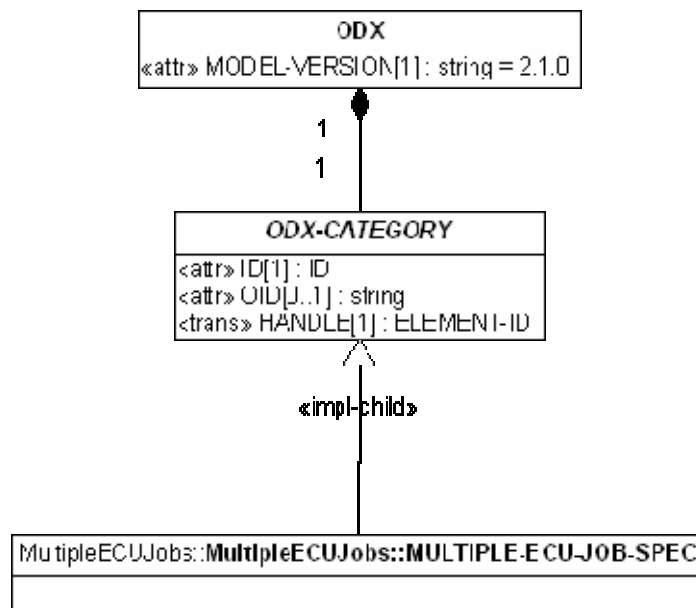 ODX
«attr» MODEL-VERSION[1] : string = 2.1.0
1
1
ODX-CATEGORY
«attr» ID[1] : ID
«attr» OID[0..1] : string
«trans» HANDLE[1] : ELEMENT-ID
«impl-child»
MultipleECUJobs::MultipleECUJobs::MULTIPLE-ECU-JOB-SPEC